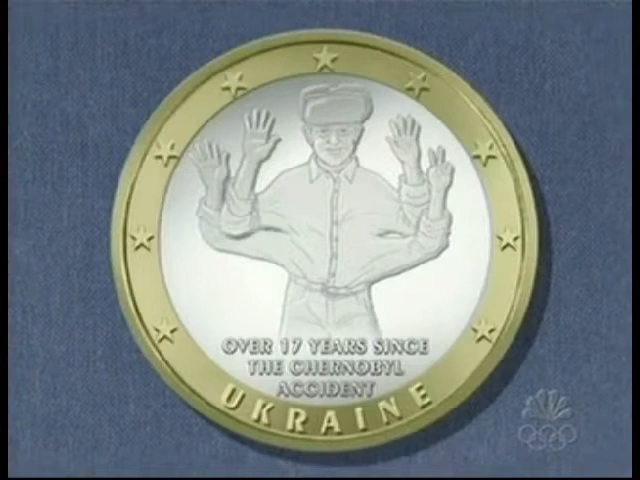 OVER 17 YEARS SINCE
THE CHERNOBYL
ACCIDENT
UKRAINE